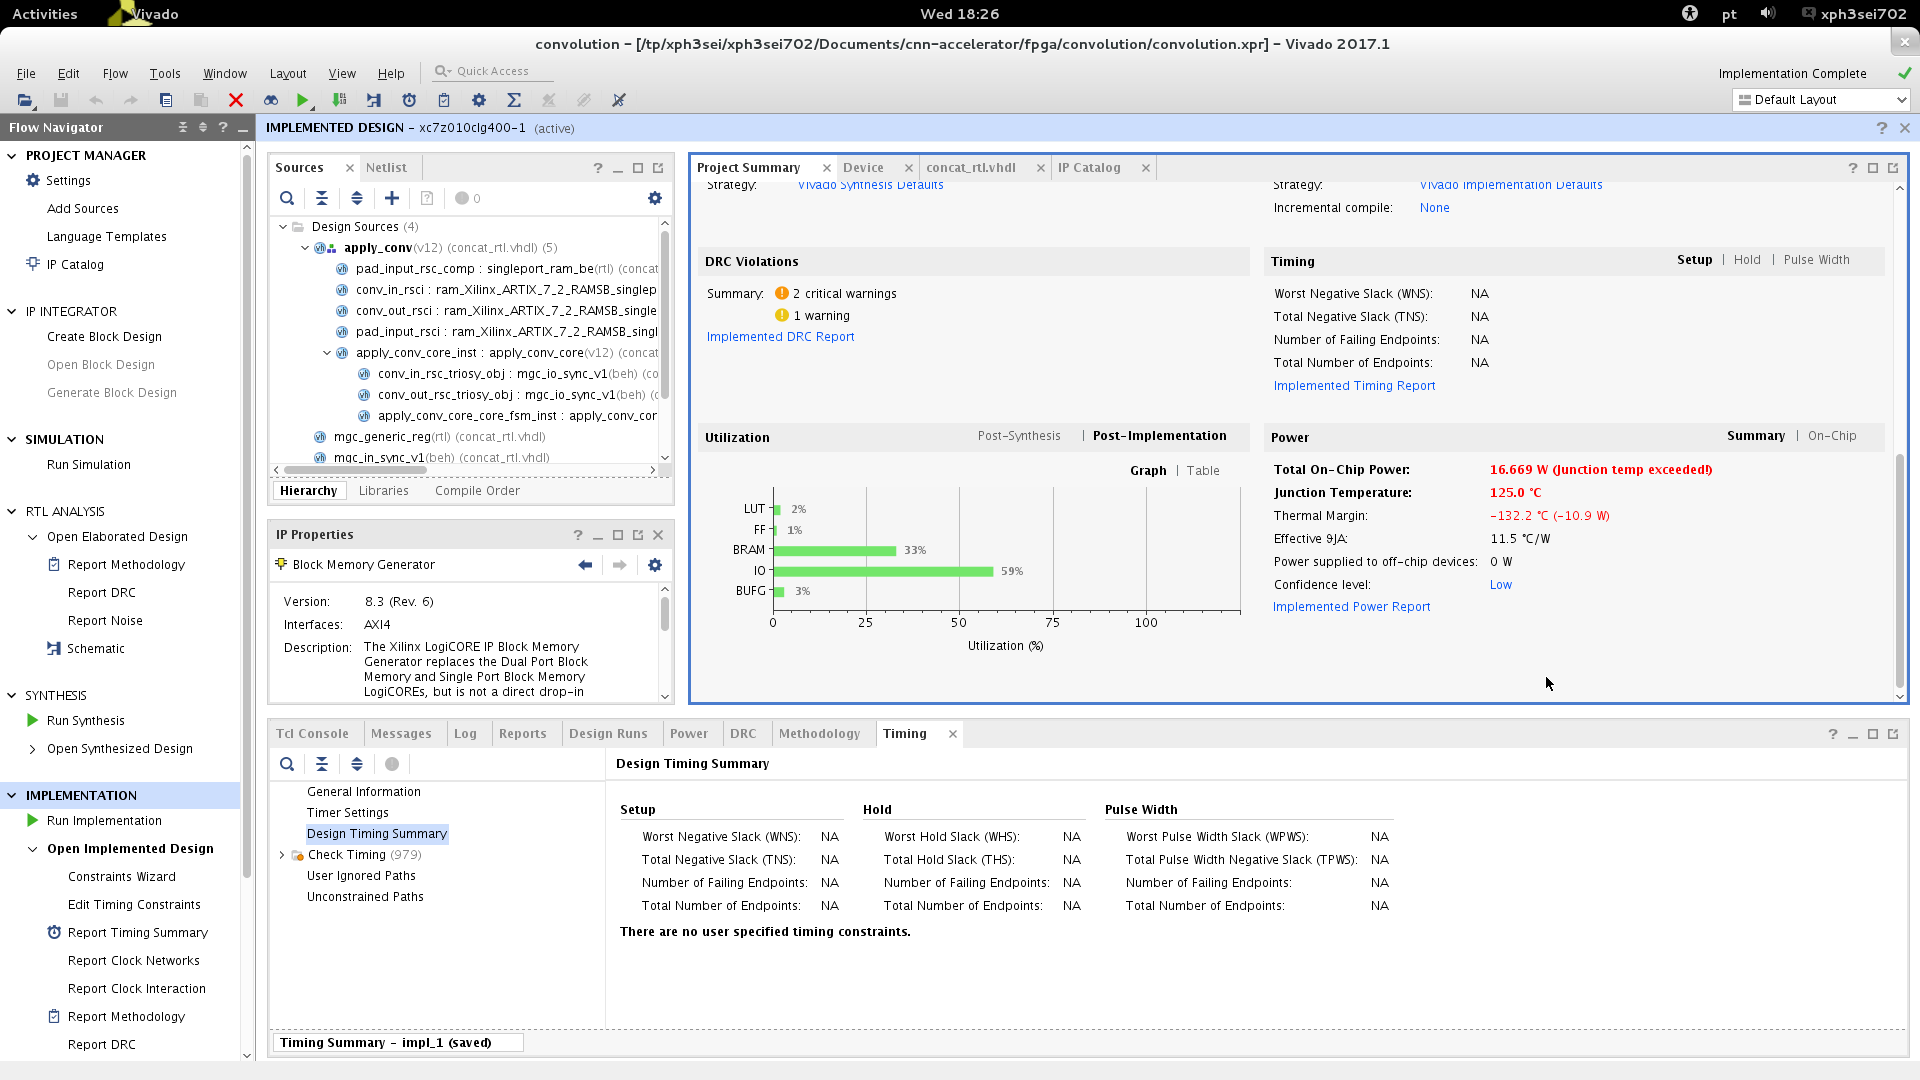 Activities
Vivado
Wed 18:26
pt
xph3sei702
convolution – [/tp/xph3sei/xph3sei702/Documents/cnn-accelerator/fpga/convolution/convolution.xpr] – Vivado 2017.1
File Edit Flow Tools Window Layout View Help
Quick Access
Implementation Complete
Default Layout
Flow Navigator
IMPLEMENTED DESIGN – xc7z010clg400-1 (active)
PROJECT MANAGER
Settings
Add Sources
Language Templates
IP Catalog
IP INTEGRATOR
Create Block Design
Open Block Design
Generate Block Design
SIMULATION
Run Simulation
RTL ANALYSIS
Open Elaborated Design
Report Methodology
Report DRC
Report Noise
Schematic
SYNTHESIS
Run Synthesis
Open Synthesized Design
IMPLEMENTATION
Run Implementation
Open Implemented Design
Constraints Wizard
Edit Timing Constraints
Report Timing Summary
Report Clock Networks
Report Clock Interaction
Report Methodology
Report DRC
Sources
Netlist
0
Design Sources (4)
apply_conv(v12) (concat_rtl.vhdl) (5)
pad_input_rsc_comp : singleport_ram_be(rtl) (concat
conv_in_rsci : ram_Xilinx_ARTIX_7_2_RAMSB_singlep
conv_out_rsci : ram_Xilinx_ARTIX_7_2_RAMSB_single
pad_input_rsci : ram_Xilinx_ARTIX_7_2_RAMSB_singl
apply_conv_core_inst : apply_conv_core(v12) (concat
conv_in_rsc_triosy_obj : mgc_io_sync_v1(beh) (co
conv_out_rsc_triosy_obj : mgc_io_sync_v1(beh) (c
apply_conv_core_core_fsm_inst : apply_conv_cor
mgc_generic_reg(rtl) (concat_rtl.vhdl)
mgc_in_sync_v1(beh) (concat_rtl.vhdl)
Hierarchy
Libraries
Compile Order
IP Properties
Block Memory Generator
Version: 8.3 (Rev. 6)
Interfaces: AXI4
Description: The Xilinx LogiCORE IP Block Memory
Generator replaces the Dual Port Block
Memory and Single Port Block Memory
LogiCOREs, but is not a direct drop-in
Project Summary
Device
concat_rtl.vhdl
IP Catalog
Strategy: Vivado Synthesis Defaults
Strategy: Vivado Implementation Defaults
Incremental compile: None
DRC Violations
Summary: 2 critical warnings
1 warning
Implemented DRC Report
Timing
Setup | Hold | Pulse Width
Worst Negative Slack (WNS): NA
Total Negative Slack (TNS): NA
Number of Failing Endpoints: NA
Total Number of Endpoints: NA
Implemented Timing Report
Utilization
Post-Synthesis | Post-Implementation
Graph | Table
LUT 2%
FF 1%
BRAM 33%
IO 59%
BUFG 3%
0 25 50 75 100
Utilization (%)
Power
Summary | On-Chip
Total On-Chip Power: 16.669 W (Junction temp exceeded!)
Junction Temperature: 125.0 °C
Thermal Margin: -132.2 °C (-10.9 W)
Effective ϑJA: 11.5 °C/W
Power supplied to off-chip devices: 0 W
Confidence level: Low
Implemented Power Report
Tcl Console
Messages
Log
Reports
Design Runs
Power
DRC
Methodology
Timing
General Information
Timer Settings
Design Timing Summary
Check Timing (979)
User Ignored Paths
Unconstrained Paths
Design Timing Summary
Setup
Worst Negative Slack (WNS): NA
Total Negative Slack (TNS): NA
Number of Failing Endpoints: NA
Total Number of Endpoints: NA
Hold
Worst Hold Slack (WHS): NA
Total Hold Slack (THS): NA
Number of Failing Endpoints: NA
Total Number of Endpoints: NA
Pulse Width
Worst Pulse Width Slack (WPWS): NA
Total Pulse Width Negative Slack (TPWS): NA
Number of Failing Endpoints: NA
Total Number of Endpoints: NA
There are no user specified timing constraints.
Timing Summary – impl_1 (saved)